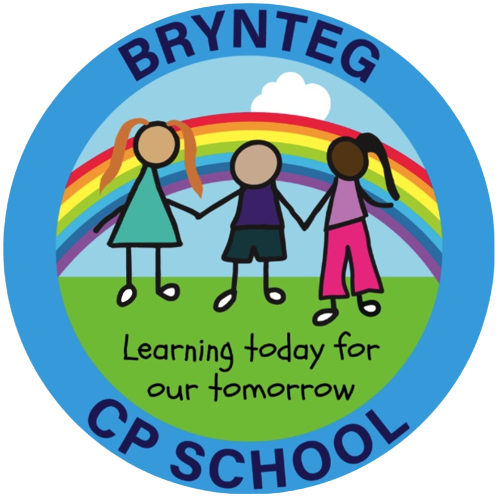 BRYNTEG
Learning today for
our tomorrow
CP SCHOOL